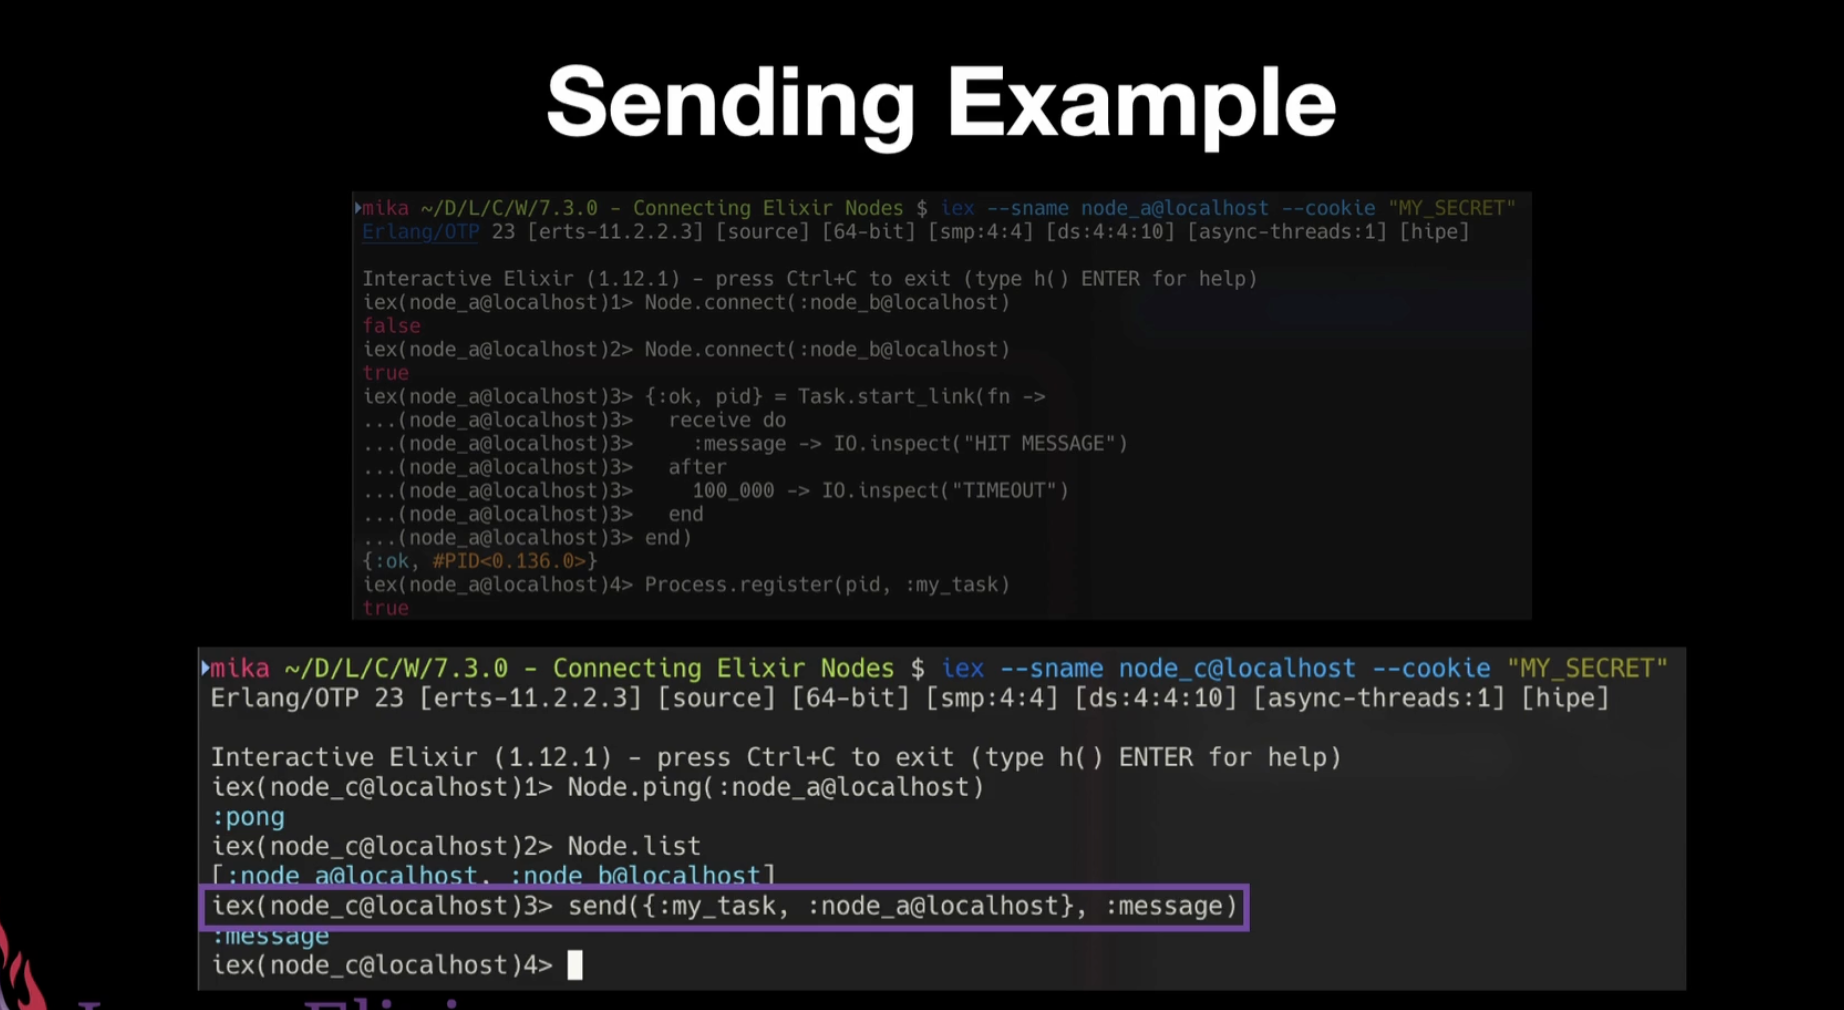 Sending Example
mika ~/D/L/C/W/7.3.0 - Connecting Elixir Nodes $ iex --sname node_a@localhost --cookie "MY_SECRET"
Erlang/OTP 23 [erts-11.2.2.3] [source] [64-bit] [smp:4:4] [ds:4:4:10] [async-threads:1] [hipe]
Interactive Elixir (1.12.1) - press Ctrl+C to exit (type h() ENTER for help)
iex(node_a@localhost)1> Node.connect(:node_b@localhost)
false
iex(node_a@localhost)2> Node.connect(:node_b@localhost)
true
iex(node_a@localhost)3> {:ok, pid} = Task.start_link(fn ->
...(node_a@localhost)3>   receive do
...(node_a@localhost)3>     :message -> IO.inspect("HIT MESSAGE")
...(node_a@localhost)3>   after
...(node_a@localhost)3>     100_000 -> IO.inspect("TIMEOUT")
...(node_a@localhost)3>   end
...(node_a@localhost)3> end)
{:ok, #PID<0.136.0>}
iex(node_a@localhost)4> Process.register(pid, :my_task)
true
mika ~/D/L/C/W/7.3.0 - Connecting Elixir Nodes $ iex --sname node_c@localhost --cookie "MY_SECRET"
Erlang/OTP 23 [erts-11.2.2.3] [source] [64-bit] [smp:4:4] [ds:4:4:10] [async-threads:1] [hipe]
Interactive Elixir (1.12.1) - press Ctrl+C to exit (type h() ENTER for help)
iex(node_c@localhost)1> Node.ping(:node_a@localhost)
:pong
iex(node_c@localhost)2> Node.list
[:node_a@localhost, :node_b@localhost]
iex(node_c@localhost)3> send({:my_task, :node_a@localhost}, :message)
:message
iex(node_c@localhost)4>